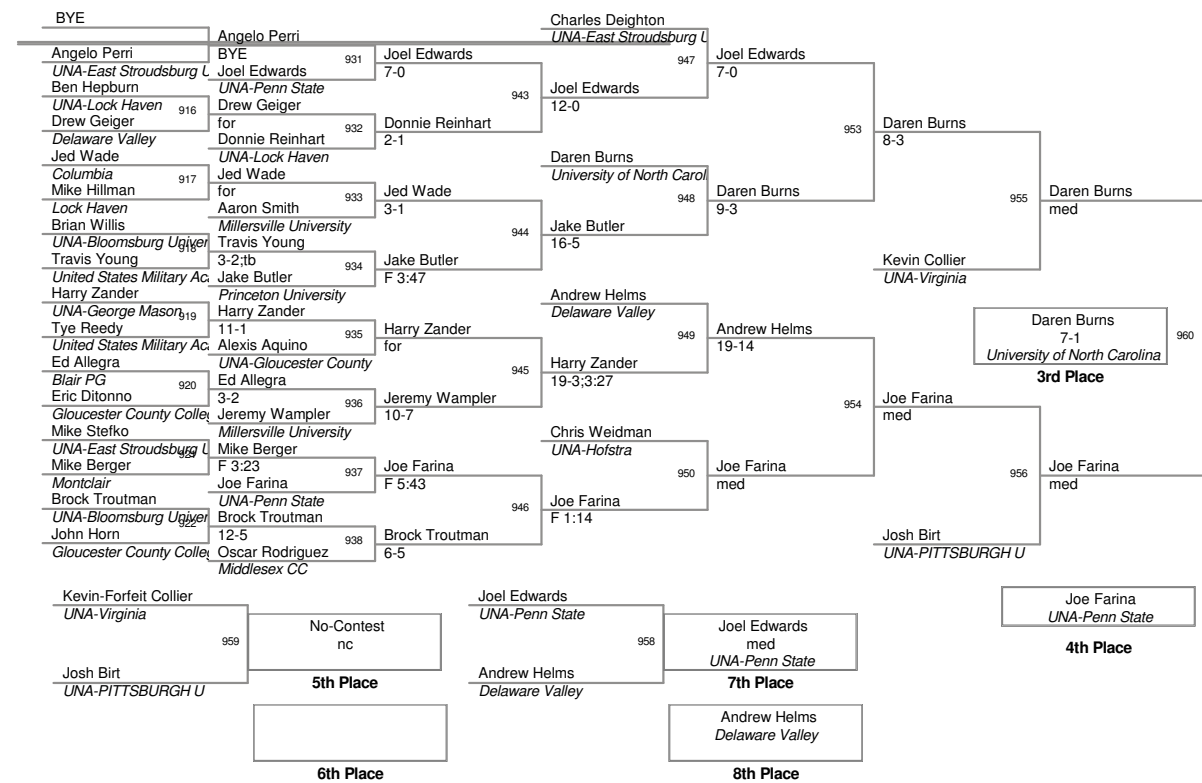 BYE
Angelo Perri
UNA-East Stroudsburg U
Ben Hepburn
UNA-Lock Haven
916
Drew Geiger
Delaware Valley
Jed Wade
Columbia
917
Mike Hillman
Lock Haven
Brian Willis
UNA-Bloomsburg Univer
918
Travis Young
United States Military Aca
Harry Zander
UNA-George Mason
919
Tye Reedy
United States Military Aca
Ed Allegra
Blair PG
920
Eric Ditonno
Gloucester County Colleg
Mike Stefko
UNA-East Stroudsburg U
921
Mike Berger
Montclair
Brock Troutman
UNA-Bloomsburg Univer
922
John Horn
Gloucester County Colleg
Angelo Perri
BYE
931
Joel Edwards
UNA-Penn State
Drew Geiger
for
932
Donnie Reinhart
UNA-Lock Haven
Jed Wade
for
933
Aaron Smith
Millersville University
Travis Young
3-2;tb
934
Jake Butler
Princeton University
Harry Zander
11-1
935
Alexis Aquino
UNA-Gloucester County
Ed Allegra
3-2
936
Jeremy Wampler
Millersville University
Mike Berger
F 3:23
937
Joe Farina
UNA-Penn State
Brock Troutman
12-5
938
Oscar Rodriguez
Middlesex CC
Joel Edwards
7-0
943
Donnie Reinhart
2-1
Jed Wade
3-1
944
Jake Butler
F 3:47
Harry Zander
for
945
Jeremy Wampler
10-7
Joe Farina
F 5:43
946
Brock Troutman
6-5
Charles Deighton
UNA-East Stroudsburg U
947
Joel Edwards
12-0
Daren Burns
University of North Carol
948
Jake Butler
16-5
Andrew Helms
Delaware Valley
949
Harry Zander
19-3;3:27
Chris Weidman
UNA-Hofstra
950
Joe Farina
F 1:14
Joel Edwards
7-0
953
Daren Burns
9-3
Andrew Helms
19-14
954
Joe Farina
med
Daren Burns
8-3
955
Kevin Collier
UNA-Virginia
Joe Farina
med
956
Josh Birt
UNA-PITTSBURGH U
Daren Burns
med
Daren Burns
7-1
University of North Carolina
960
3rd Place
Joe Farina
med
Joe Farina
UNA-Penn State
4th Place
Kevin-Forfeit Collier
UNA-Virginia
959
Josh Birt
UNA-PITTSBURGH U
No-Contest
nc
5th Place
6th Place
Joel Edwards
UNA-Penn State
958
Andrew Helms
Delaware Valley
Joel Edwards
med
UNA-Penn State
7th Place
Andrew Helms
Delaware Valley
8th Place